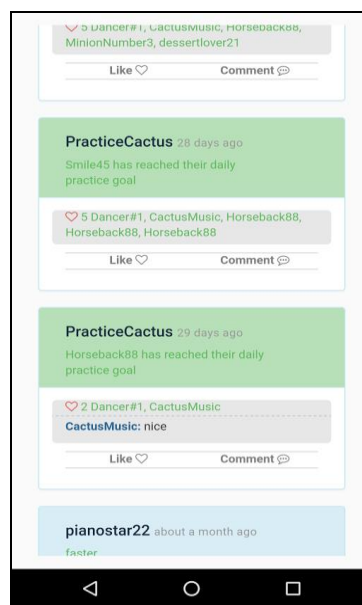 5 Dancer#1, CactusMusic, Horseback88,
MinionNumber3, dessertlover21
Like Comment
PracticeCactus 28 days ago
Smile45 has reached their daily
practice goal
5 Dancer#1, CactusMusic, Horseback88,
Horseback88, Horseback88
Like Comment
PracticeCactus 29 days ago
Horseback88 has reached their daily
practice goal
2 Dancer#1, CactusMusic
CactusMusic: nice
Like Comment
pianostar22 about a month ago
faster